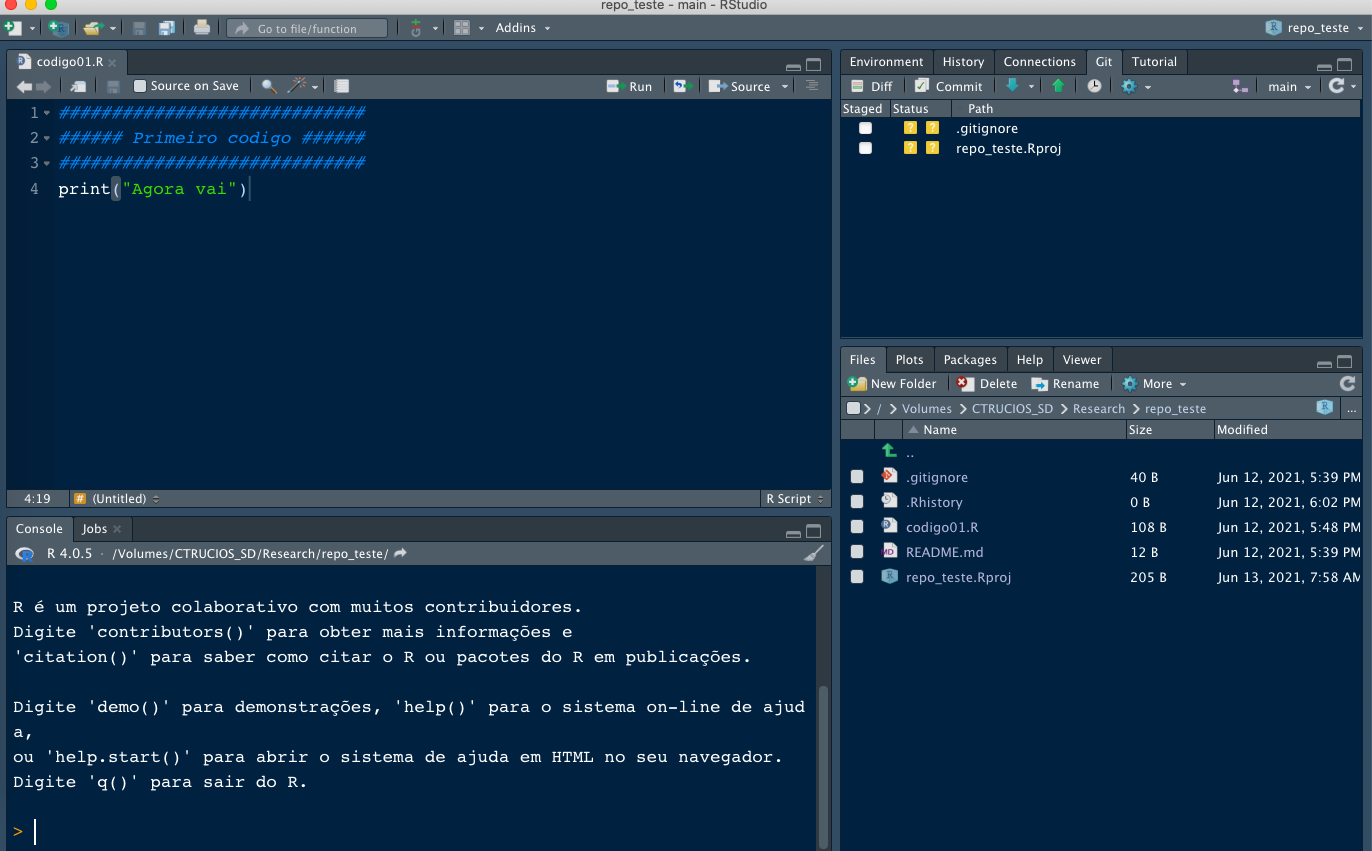 repo_teste - main - RStudio
Go to file/function
Addins
repo_teste
codigo01.R
Source on Save
Run
Source
1 #############################
2 ###### Primeiro codigo ######
3 #############################
4 print("Agora vai")
4:19
# (Untitled)
R Script
Console Jobs
R 4.0.5 · /Volumes/CTRUCIOS_SD/Research/repo_teste/
R é um projeto colaborativo com muitos contribuidores.
Digite 'contributors()' para obter mais informações e
'citation()' para saber como citar o R ou pacotes do R em publicações.
Digite 'demo()' para demonstrações, 'help()' para o sistema on-line de ajud
a,
ou 'help.start()' para abrir o sistema de ajuda em HTML no seu navegador.
Digite 'q()' para sair do R.
>
Environment History Connections Git Tutorial
Diff Commit main
Staged Status Path
? ? .gitignore
? ? repo_teste.Rproj
Files Plots Packages Help Viewer
New Folder Delete Rename More
/ Volumes CTRUCIOS_SD Research repo_teste ...
Name Size Modified
..
.gitignore 40 B Jun 12, 2021, 5:39 PM
.Rhistory 0 B Jun 12, 2021, 6:02 PM
codigo01.R 108 B Jun 12, 2021, 5:48 PM
README.md 12 B Jun 12, 2021, 5:39 PM
repo_teste.Rproj 205 B Jun 13, 2021, 7:58 AM